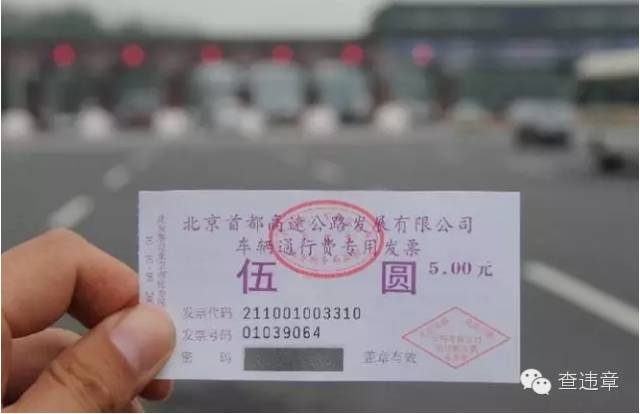 北京首都高速公路发展有限公司
车辆通行费专用发票
伍 圆 5.00元
发票代码 211001003310
发票号码 01039064
密 码 盖章有效
查违章